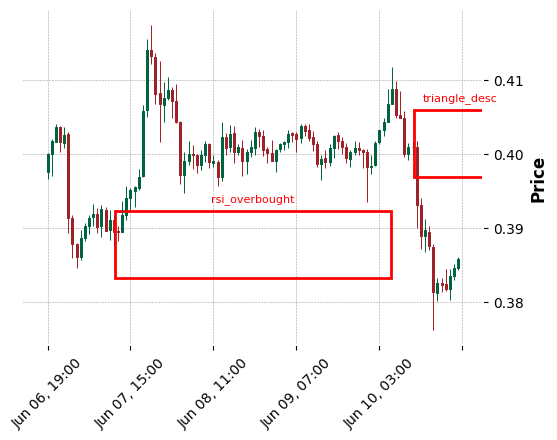 triangle_desc
0.41
0.40
rsi_overbought
0.39
0.38
Price
Jun 06, 19:00
Jun 07, 15:00
Jun 08, 11:00
Jun 09, 07:00
Jun 10, 03:00